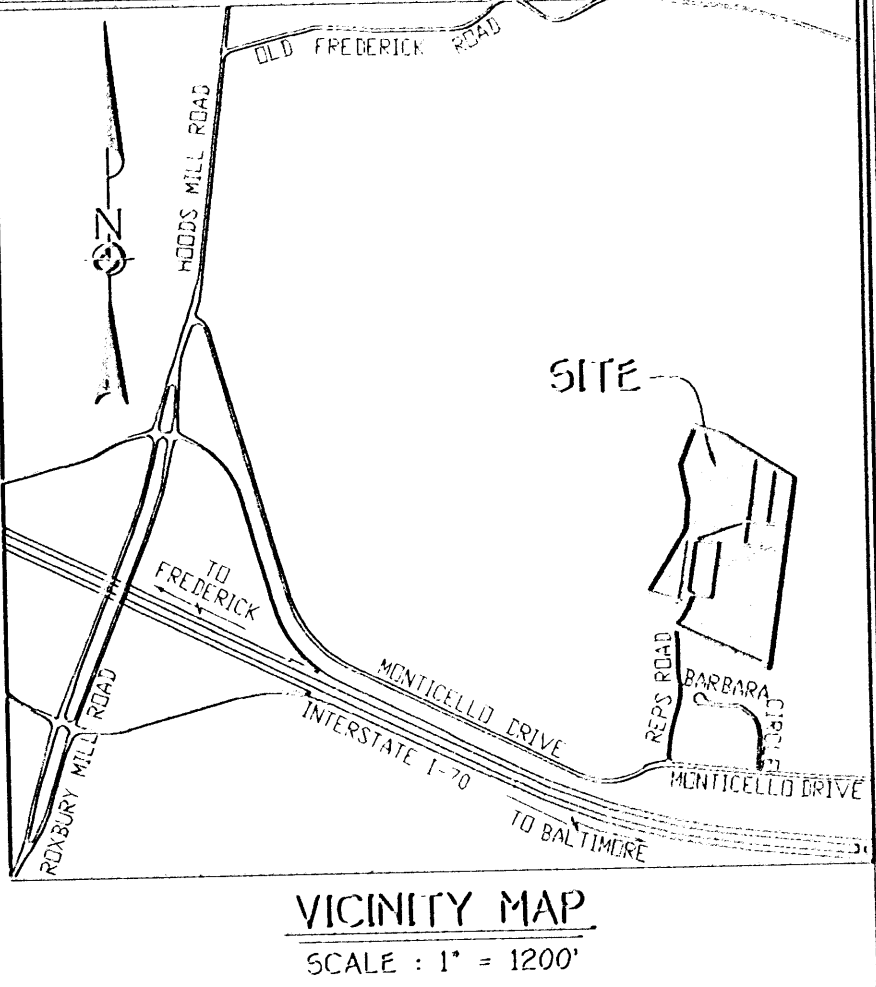 OLD FREDERICK ROAD
HOODS MILL ROAD
N
SITE
TO
FREDERICK
MONTICELLO DRIVE
INTERSTATE I-70
REPS ROAD
BARBARA
CIRCLE
MONTICELLO DRIVE
TO BALTIMORE
ROXBURY MILL ROAD
VICINITY MAP
SCALE : 1" = 1200'